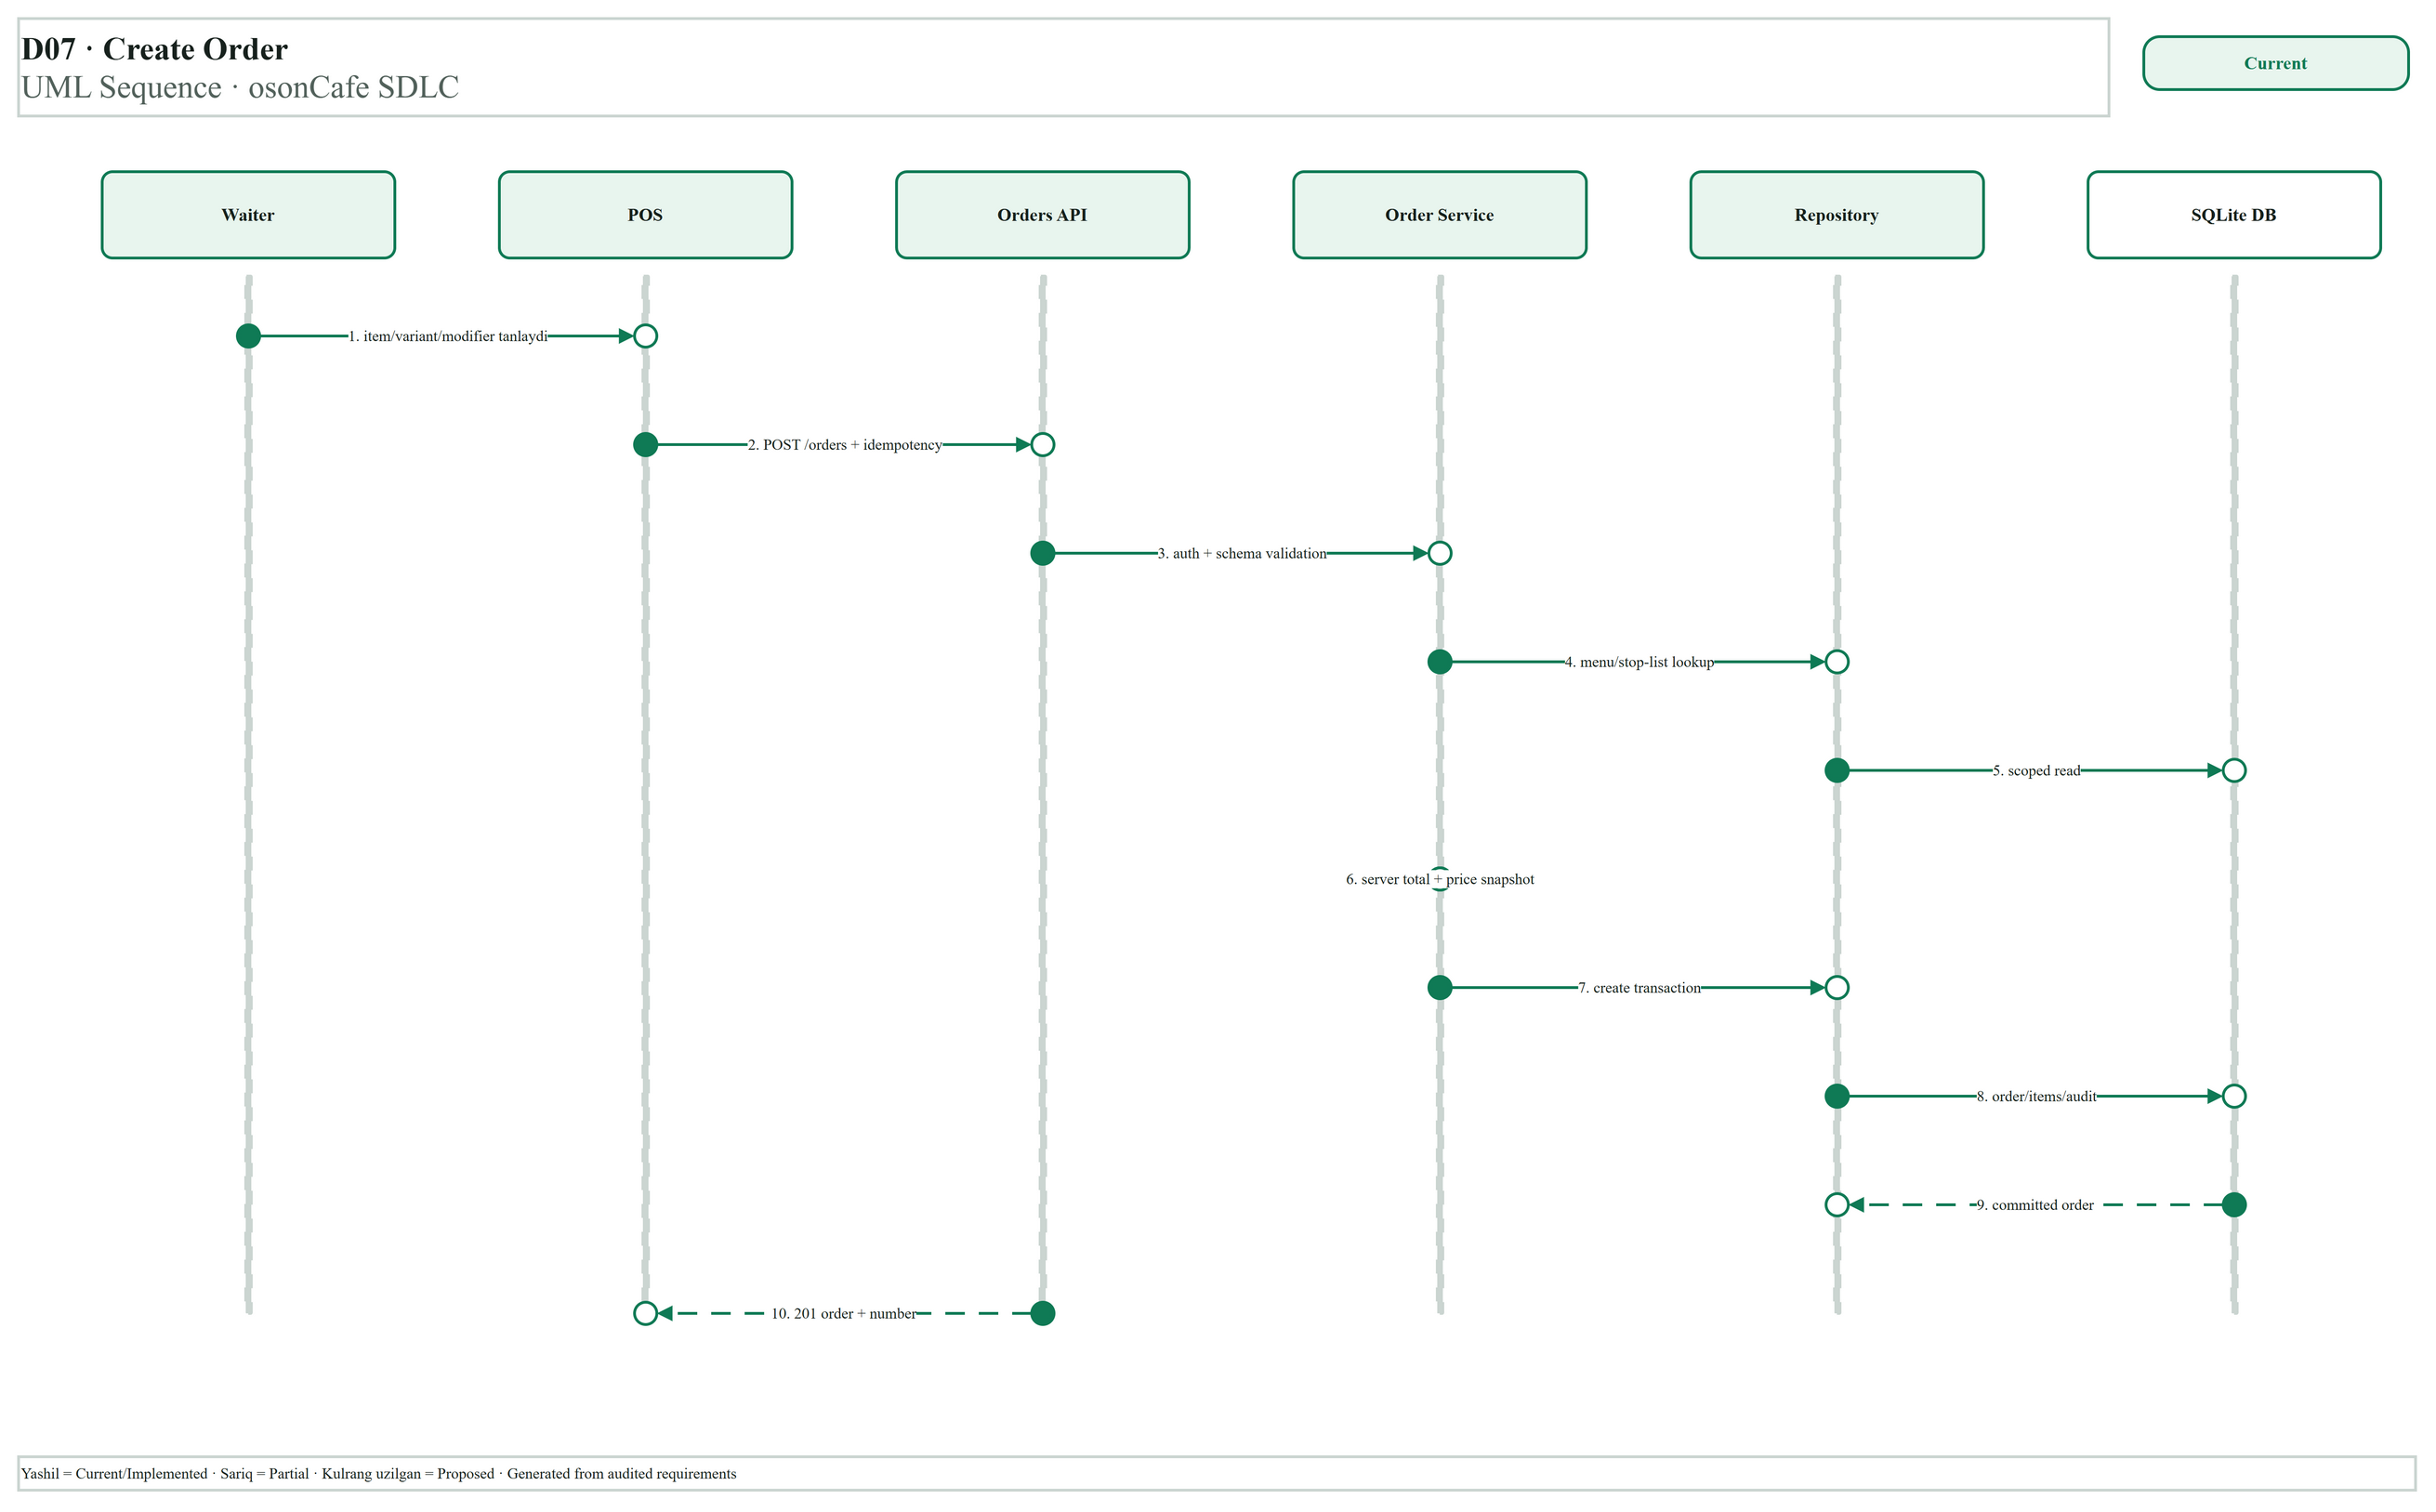 D07 · Create Order
UML Sequence · osonCafe SDLC
Current
Waiter
POS
Orders API
Order Service
Repository
SQLite DB
1. item/variant/modifier tanlaydi
2. POST /orders + idempotency
3. auth + schema validation
4. menu/stop-list lookup
5. scoped read
6. server total + price snapshot
7. create transaction
8. order/items/audit
9. committed order
10. 201 order + number
Yashil = Current/Implemented · Sariq = Partial · Kulrang uzilgan = Proposed · Generated from audited requirements